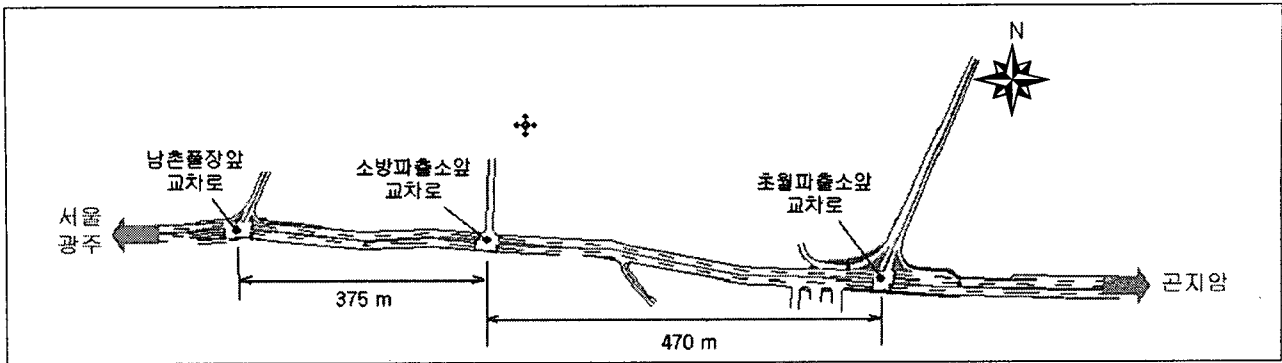 N
남촌풀장앞
교차로
소방파출소앞
교차로
초월파출소앞
교차로
서울
광주
곤지암
375 m
470 m